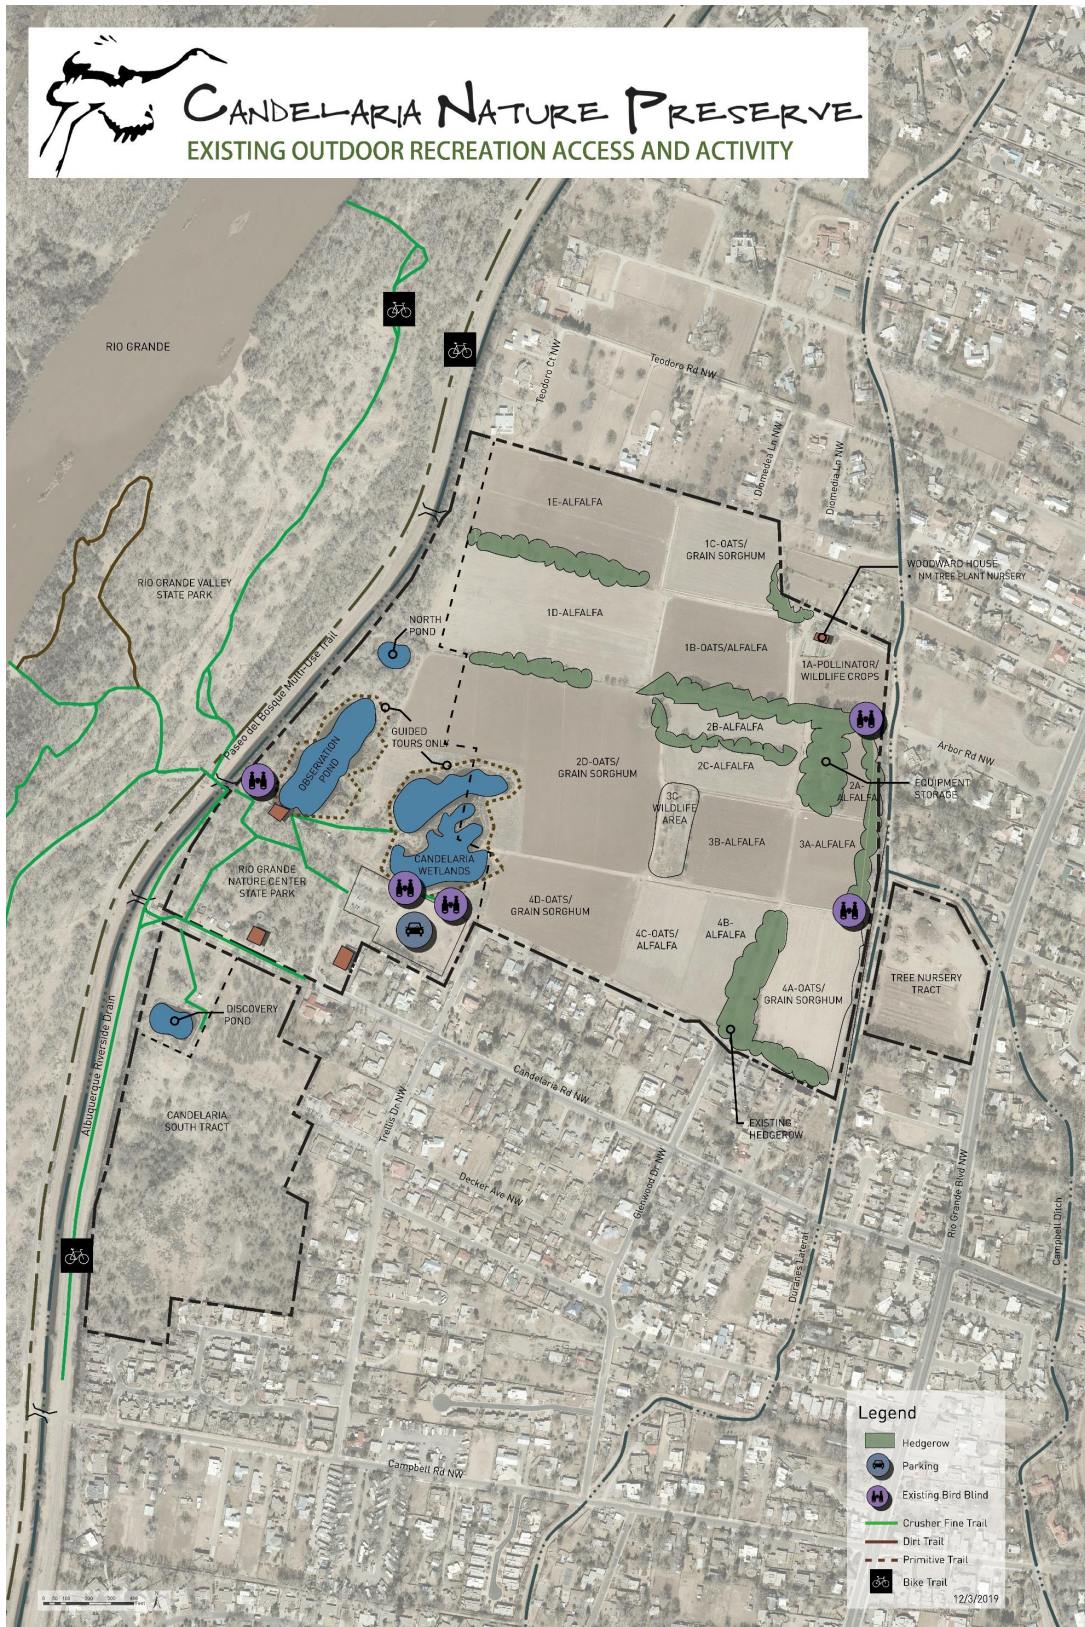 CANDELARIA NATURE PRESERVE
EXISTING OUTDOOR RECREATION ACCESS AND ACTIVITY
RIO GRANDE
Teodoro Ct NW
Teodoro Rd NW
Diomedea Ln NW
Diomedia Ln NW
1E-ALFALFA
1C-OATS/
GRAIN SORGHUM
WOODWARD HOUSE
NM TREE PLANT NURSERY
RIO GRANDE VALLEY
STATE PARK
1D-ALFALFA
NORTH
POND
1B-OATS/ALFALFA
1A-POLLINATOR/
WILDLIFE CROPS
Paseo del Bosque Multi-Use Trail
GUIDED
TOURS ONLY
OBSERVATION
POND
2B-ALFALFA
2C-ALFALFA
2D-OATS/
GRAIN SORGHUM
Arbor Rd NW
EQUIPMENT
STORAGE
2A-
ALFALFA
3C-
WILDLIFE
AREA
3B-ALFALFA
3A-ALFALFA
CANDELARIA
WETLANDS
RIO GRANDE
NATURE CENTER
STATE PARK
4D-OATS/
GRAIN SORGHUM
4C-OATS/
ALFALFA
4B-
ALFALFA
4A-OATS/
GRAIN SORGHUM
TREE NURSERY
TRACT
DISCOVERY
POND
Albuquerque Riverside Drain
CANDELARIA
SOUTH TRACT
Candelaria Rd NW
Trellis Dr NW
EXISTING
HEDGEROW
Decker Ave NW
Glenwood Dr NW
Rio Grande Blvd NW
Duranes Lateral
Campbell Ditch
Campbell Rd NW
Legend
Hedgerow
Parking
Existing Bird Blind
Crusher Fine Trail
Dirt Trail
Primitive Trail
Bike Trail
12/3/2019